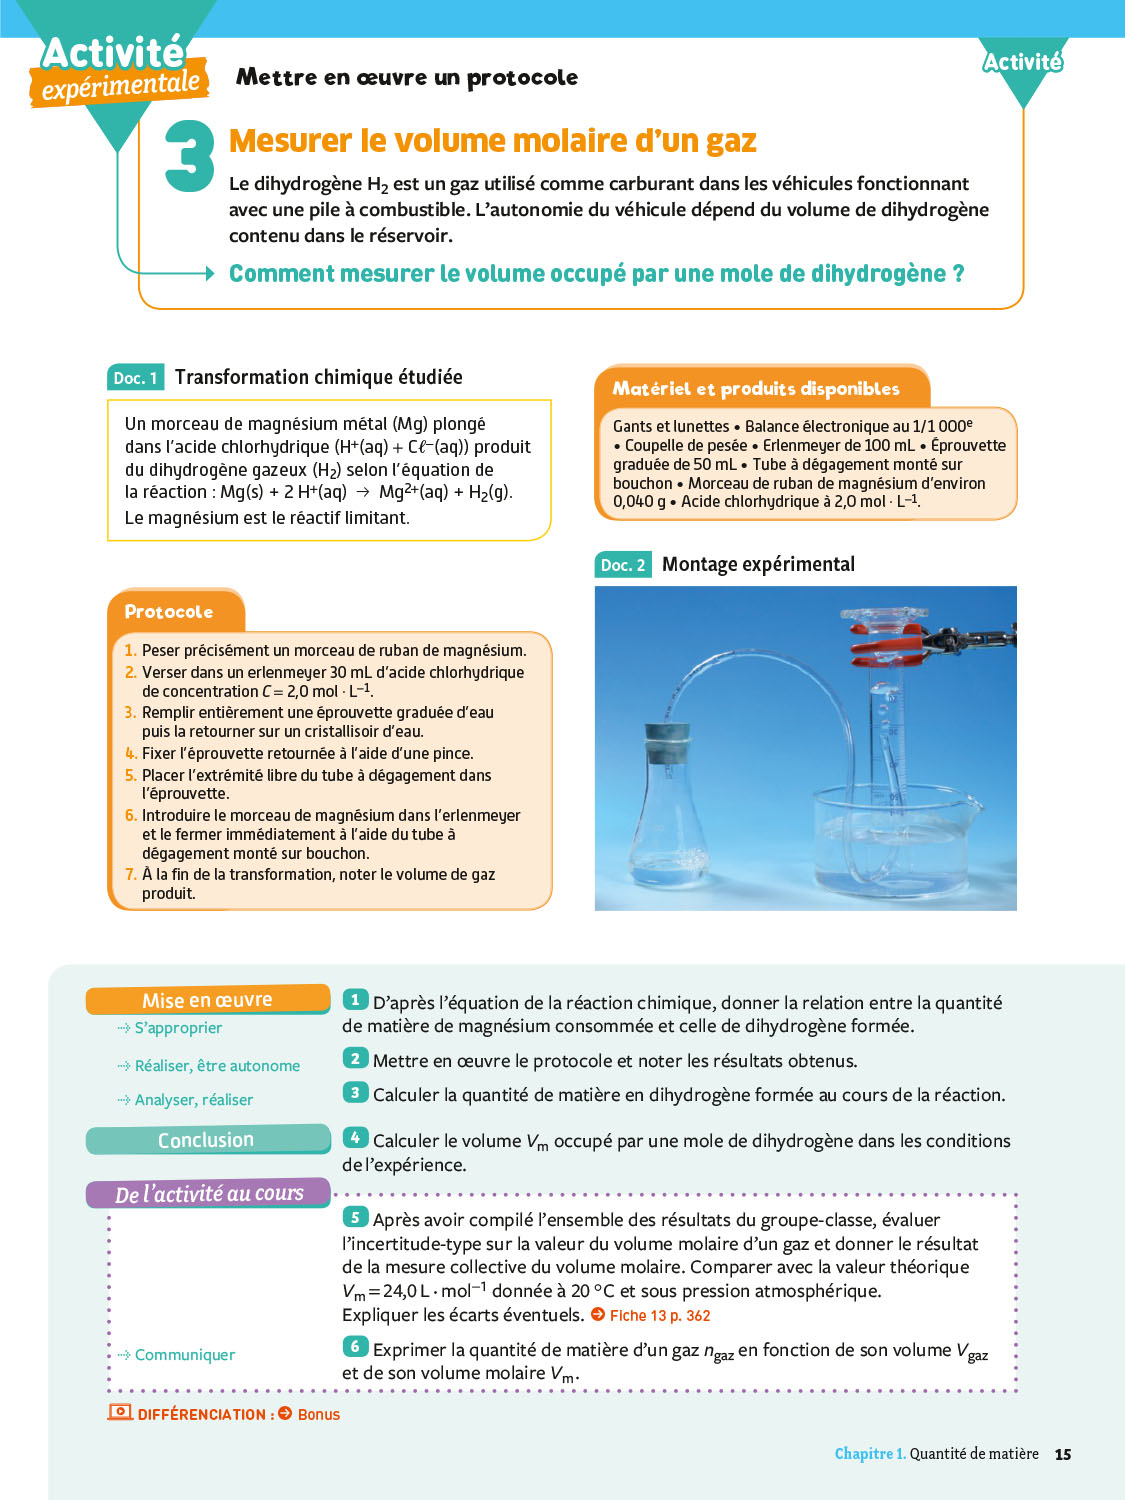 Activité
expérimentale
Mettre en œuvre un protocole
Activité
3
Mesurer le volume molaire d'un gaz
Le dihydrogène H₂ est un gaz utilisé comme carburant dans les véhicules fonctionnant
avec une pile à combustible. L'autonomie du véhicule dépend du volume de dihydrogène
contenu dans le réservoir.
Comment mesurer le volume occupé par une mole de dihydrogène ?
Doc. 1 Transformation chimique étudiée
Un morceau de magnésium métal (Mg) plongé
dans l'acide chlorhydrique (H⁺(aq) + Cℓ⁻(aq)) produit
du dihydrogène gazeux (H₂) selon l'équation de
la réaction : Mg(s) + 2 H⁺(aq) → Mg²⁺(aq) + H₂(g).
Le magnésium est le réactif limitant.
Protocole
1. Peser précisément un morceau de ruban de magnésium.
2. Verser dans un erlenmeyer 30 mL d'acide chlorhydrique
de concentration C = 2,0 mol · L⁻¹.
3. Remplir entièrement une éprouvette graduée d'eau
puis la retourner sur un cristallisoir d'eau.
4. Fixer l'éprouvette retournée à l'aide d'une pince.
5. Placer l'extrémité libre du tube à dégagement dans
l'éprouvette.
6. Introduire le morceau de magnésium dans l'erlenmeyer
et le fermer immédiatement à l'aide du tube à
dégagement monté sur bouchon.
7. À la fin de la transformation, noter le volume de gaz
produit.
Matériel et produits disponibles
Gants et lunettes • Balance électronique au 1/1 000ᵉ
• Coupelle de pesée • Erlenmeyer de 100 mL • Éprouvette
graduée de 50 mL • Tube à dégagement monté sur
bouchon • Morceau de ruban de magnésium d'environ
0,040 g • Acide chlorhydrique à 2,0 mol · L⁻¹.
Doc. 2 Montage expérimental
Mise en œuvre
⇢ S'approprier
1 D'après l'équation de la réaction chimique, donner la relation entre la quantité
de matière de magnésium consommée et celle de dihydrogène formée.
⇢ Réaliser, être autonome
2 Mettre en œuvre le protocole et noter les résultats obtenus.
⇢ Analyser, réaliser
3 Calculer la quantité de matière en dihydrogène formée au cours de la réaction.
Conclusion
4 Calculer le volume Vₘ occupé par une mole de dihydrogène dans les conditions
de l'expérience.
De l'activité au cours
5 Après avoir compilé l'ensemble des résultats du groupe-classe, évaluer
l'incertitude-type sur la valeur du volume molaire d'un gaz et donner le résultat
de la mesure collective du volume molaire. Comparer avec la valeur théorique
Vₘ = 24,0 L · mol⁻¹ donnée à 20 °C et sous pression atmosphérique.
Expliquer les écarts éventuels. ➔ Fiche 13 p. 362
⇢ Communiquer
6 Exprimer la quantité de matière d'un gaz n_gaz en fonction de son volume V_gaz
et de son volume molaire Vₘ.
DIFFÉRENCIATION : ➔ Bonus
Chapitre 1. Quantité de matière 15